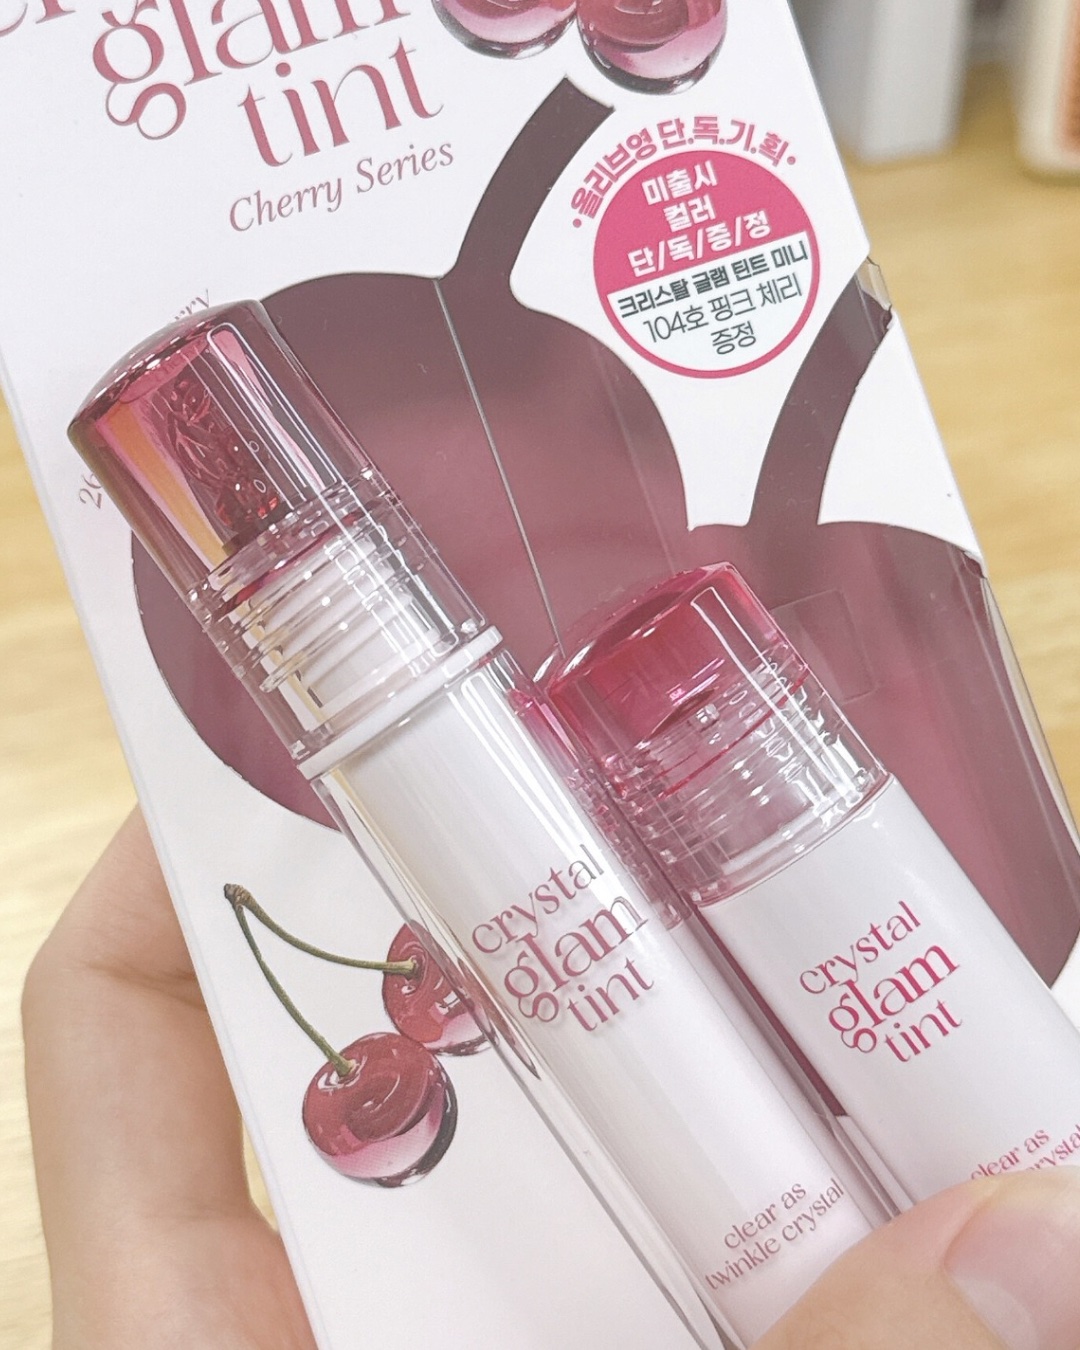 glam
tint
Cherry Series
·올리브영 단.독.기.획·
미출시
컬러
단/독/증/정
크리스탈 글램 틴트 미니
104호 핑크 체리
증정
crystal
glam
tint
clear as
twinkle crystal
crystal
glam
tint
clear as